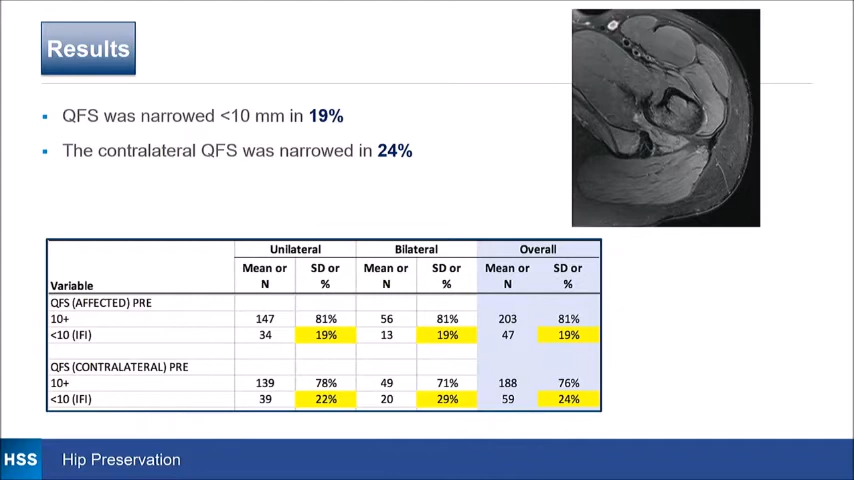 Results
QFS was narrowed <10 mm in 19%
The contralateral QFS was narrowed in 24%
Unilateral Bilateral Overall
Mean or SD or Mean or SD or Mean or SD or
Variable N % N % N %
QFS (AFFECTED) PRE
10+ 147 81% 56 81% 203 81%
<10 (IFI) 34 19% 13 19% 47 19%
QFS (CONTRALATERAL) PRE
10+ 139 78% 49 71% 188 76%
<10 (IFI) 39 22% 20 29% 59 24%
HSS Hip Preservation